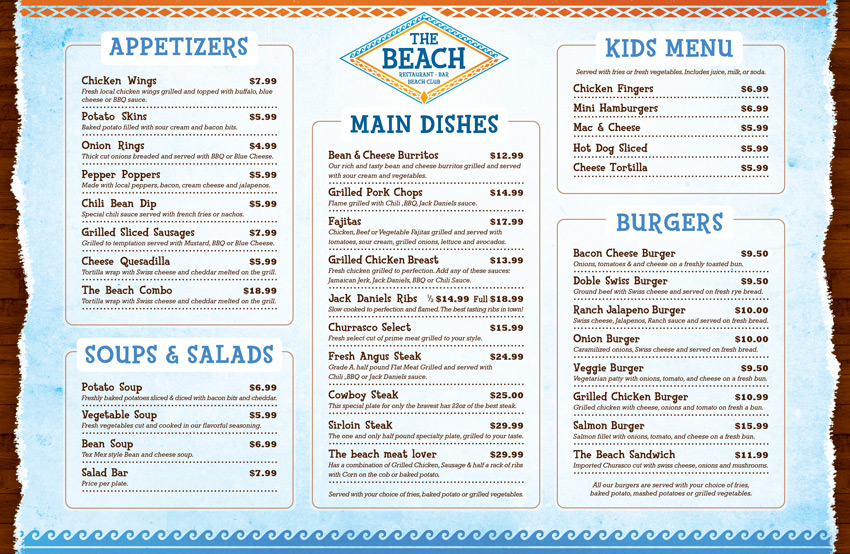 APPETIZERS
Chicken Wings $7.99
Fresh local chicken wings grilled and topped with buffalo, blue
cheese or BBQ sauce.
Potato Skins $5.99
Baked potato filled with sour cream and bacon bits.
Onion Rings $4.99
Thick cut onions breaded and served with BBQ or Blue Cheese.
Pepper Poppers $5.99
Made with local peppers, bacon, cream cheese and jalapenos.
Chili Bean Dip $5.99
Special chili sauce served with french fries or nachos.
Grilled Sliced Sausages $7.99
Grilled to temptation served with Mustard, BBQ or Blue Cheese.
Cheese Quesadilla $5.99
Tortilla wrap with Swiss cheese and cheddar melted on the grill.
The Beach Combo $18.99
Tortilla wrap with Swiss cheese and cheddar melted on the grill.
SOUPS & SALADS
Potato Soup $6.99
Freshly baked potatoes sliced & diced with bacon bits and cheddar.
Vegetable Soup $5.99
Fresh vegetables cut and cooked in our flavorful seasoning.
Bean Soup $6.99
Tex Mex style Bean and cheese soup.
Salad Bar $7.99
Price per plate.
THE
BEACH
RESTAURANT - BAR
BEACH CLUB
MAIN DISHES
Bean & Cheese Burritos $12.99
Our rich and tasty bean and cheese burritos grilled and served
with sour cream and vegetables.
Grilled Pork Chops $14.99
Flame grilled with Chili ,BBQ, Jack Daniels sauce.
Fajitas $17.99
Chicken, Beef or Vegetable Fajitas grilled and served with
tomatoes, sour cream, grilled onions, lettuce and avocados.
Grilled Chicken Breast $13.99
Fresh chicken grilled to perfection. Add any of these sauces:
Jamaican Jerk, Jack Daniels, BBQ or Chili Sauce.
Jack Daniels Ribs ½ $14.99 Full $18.99
Slow cooked to perfection and flamed. The best tasting ribs in town!
Churrasco Select $15.99
Fresh select cut of prime meat grilled to your style.
Fresh Angus Steak $24.99
Grade A. half pound Flat Meat Grilled and served with
Chili ,BBQ or Jack Daniels sauce.
Cowboy Steak $25.00
This special plate for only the bravest has 22oz of the best steak.
Sirloin Steak $29.99
The one and only half pound specialty plate, grilled to your taste.
The beach meat lover $29.99
Has a combination of Grilled Chicken, Sausage & half a rack of ribs
with Corn on the cob or baked potato.
Served with your choice of fries, baked potato or grilled vegetables.
KIDS MENU
Served with fries or fresh vegetables. Includes juice, milk, or soda.
Chicken Fingers $6.99
Mini Hamburgers $6.99
Mac & Cheese $5.99
Hot Dog Sliced $5.99
Cheese Tortilla $5.99
BURGERS
Bacon Cheese Burger $9.50
Onions, tomatoes & and cheese on a freshly toasted bun.
Doble Swiss Burger $9.50
Ground beef with Swiss cheese and served on fresh rye bread.
Ranch Jalapeno Burger $10.00
Swiss cheese, Jalapenos, Ranch sauce and served on fresh bread.
Onion Burger $10.00
Caramilized onions, Swiss cheese and served on fresh bread.
Veggie Burger $9.50
Vegetarian patty with onions, tomato, and cheese on a fresh bun.
Grilled Chicken Burger $10.99
Grilled chicken with cheese, onions and tomato on fresh a bun.
Salmon Burger $15.99
Salmon fillet with onions, tomato, and cheese on a fresh bun.
The Beach Sandwich $11.99
Imported Churasco cut with swiss cheese, onions and mushrooms.
All our burgers are served with your choice of fries,
baked potato, mashed potatoes or grilled vegetables.